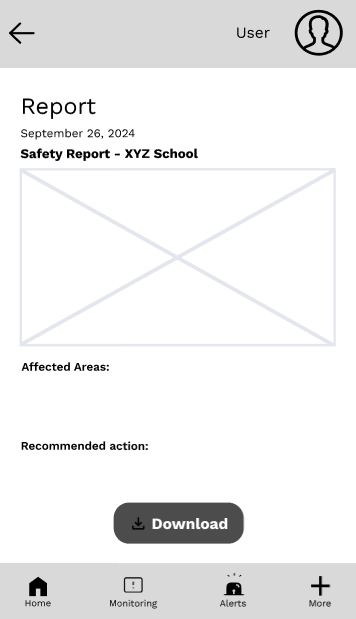 User
Report
September 26, 2024
Safety Report - XYZ School
Affected Areas:
Recommended action:
Download
Home
Monitoring
Alerts
More